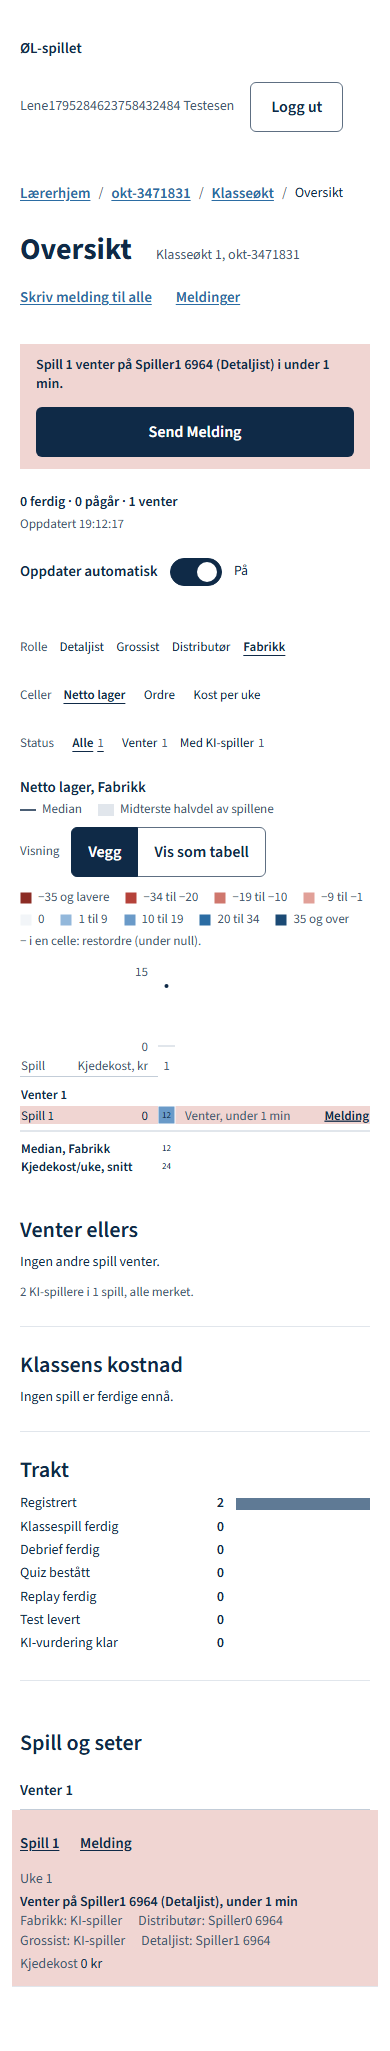 ØL-spillet
Lene1795284623758432484 Testesen Logg ut
Lærerhjem / okt-3471831 / Klasseøkt / Oversikt
Oversikt Klasseøkt 1, okt-3471831
Skriv melding til alle Meldinger
Spill 1 venter på Spiller1 6964 (Detaljist) i under 1
min.
Send Melding
0 ferdig · 0 pågår · 1 venter
Oppdatert 19:12:17
Oppdater automatisk På
Rolle Detaljist Grossist Distributør Fabrikk
Celler Netto lager Ordre Kost per uke
Status Alle 1 Venter 1 Med KI-spiller 1
Netto lager, Fabrikk
Median Midterste halvdel av spillene
Visning Vegg Vis som tabell
−35 og lavere −34 til −20 −19 til −10 −9 til −1
0 1 til 9 10 til 19 20 til 34 35 og over
− i en celle: restordre (under null).
15
0
Spill Kjedekost, kr 1
Venter 1
Spill 1 0 12 Venter, under 1 min Melding
Median, Fabrikk 12
Kjedekost/uke, snitt 24
Venter ellers
Ingen andre spill venter.
2 KI-spillere i 1 spill, alle merket.
Klassens kostnad
Ingen spill er ferdige ennå.
Trakt
Registrert 2
Klassespill ferdig 0
Debrief ferdig 0
Quiz bestått 0
Replay ferdig 0
Test levert 0
KI-vurdering klar 0
Spill og seter
Venter 1
Spill 1 Melding
Uke 1
Venter på Spiller1 6964 (Detaljist), under 1 min
Fabrikk: KI-spiller Distributør: Spiller0 6964
Grossist: KI-spiller Detaljist: Spiller1 6964
Kjedekost 0 kr